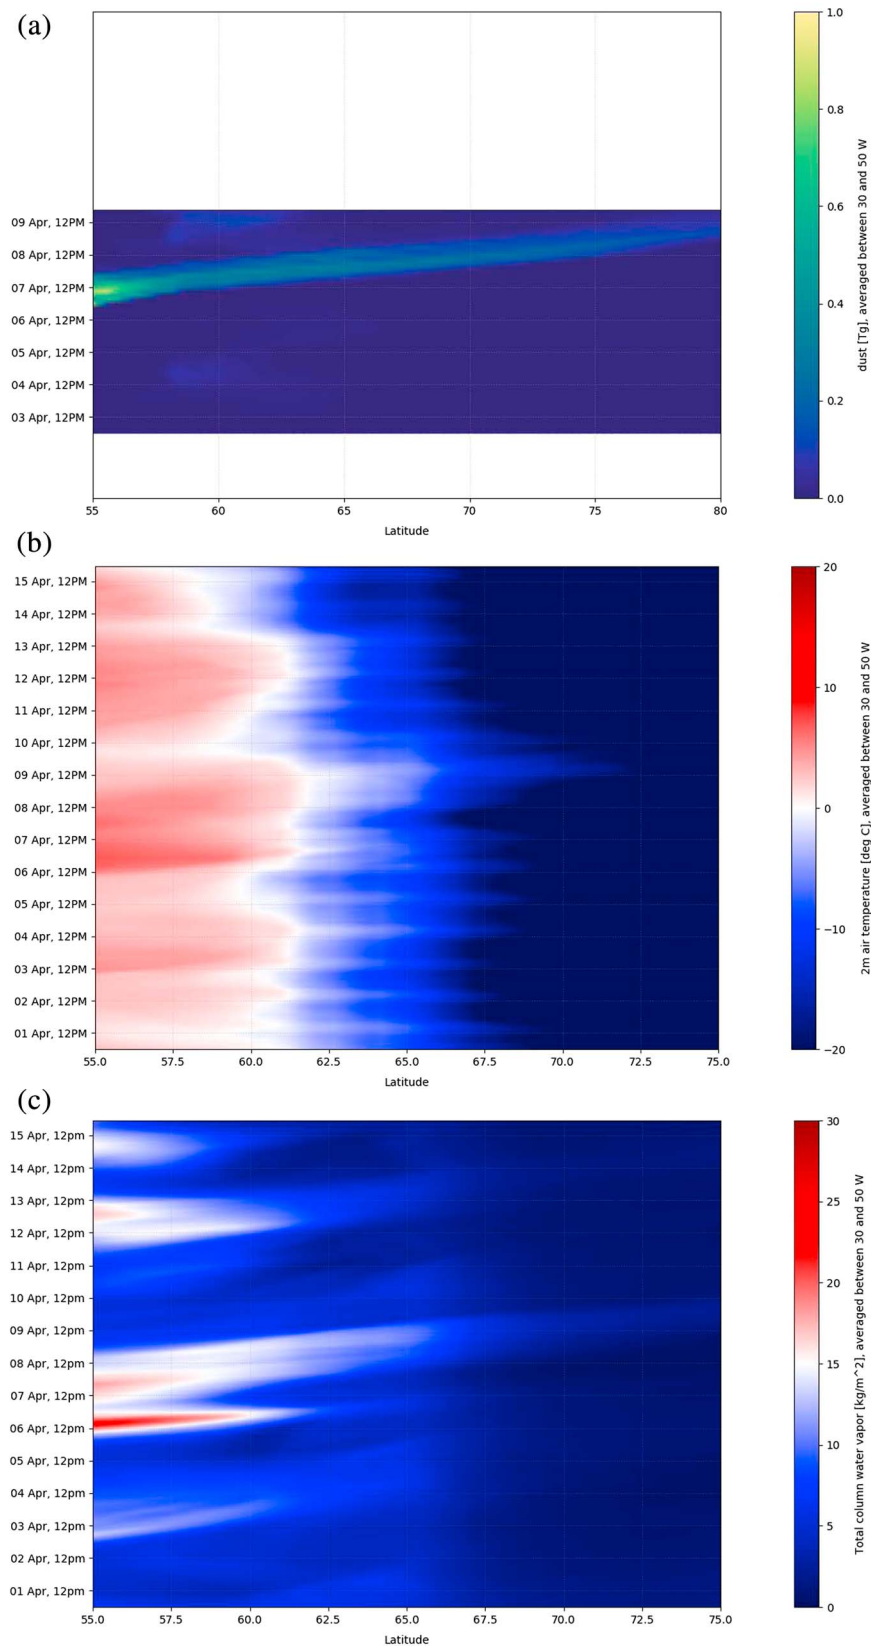 (a)
09 Apr, 12PM
08 Apr, 12PM
07 Apr, 12PM
06 Apr, 12PM
05 Apr, 12PM
04 Apr, 12PM
03 Apr, 12PM
55 60 65 70 75 80
Latitude
1.0
0.8
0.6
0.4
0.2
0.0
dust [Tg], averaged between 30 and 50 W
(b)
15 Apr, 12PM
14 Apr, 12PM
13 Apr, 12PM
12 Apr, 12PM
11 Apr, 12PM
10 Apr, 12PM
09 Apr, 12PM
08 Apr, 12PM
07 Apr, 12PM
06 Apr, 12PM
05 Apr, 12PM
04 Apr, 12PM
03 Apr, 12PM
02 Apr, 12PM
01 Apr, 12PM
55.0 57.5 60.0 62.5 65.0 67.5 70.0 72.5 75.0
Latitude
20
10
0
−10
−20
2m air temperature [deg C], averaged between 30 and 50 W
(c)
15 Apr, 12pm
14 Apr, 12pm
13 Apr, 12pm
12 Apr, 12pm
11 Apr, 12pm
10 Apr, 12pm
09 Apr, 12pm
08 Apr, 12pm
07 Apr, 12pm
06 Apr, 12pm
05 Apr, 12pm
04 Apr, 12pm
03 Apr, 12pm
02 Apr, 12pm
01 Apr, 12pm
55.0 57.5 60.0 62.5 65.0 67.5 70.0 72.5 75.0
Latitude
30
25
20
15
10
5
0
Total column water vapor [kg/m^2], averaged between 30 and 50 W